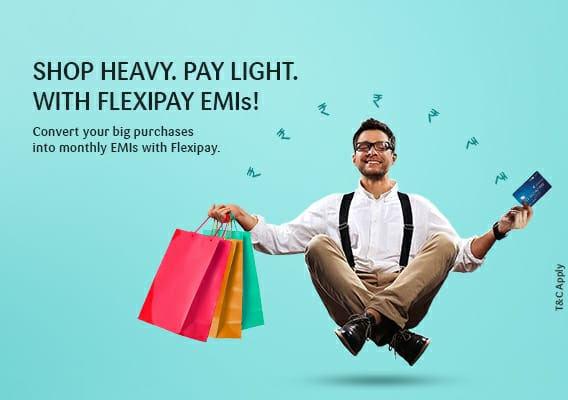 SHOP HEAVY. PAY LIGHT.
WITH FLEXIPAY EMIs!
Convert your big purchases
into monthly EMIs with Flexipay.
₹ ₹ ₹ ₹ ₹ ₹ ₹
T&C Apply